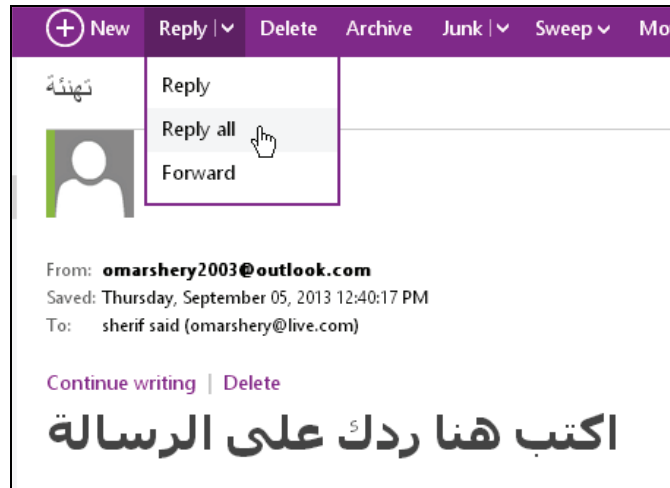 New Reply Delete Archive Junk Sweep Mo
تهنئة
Reply
Reply all
Forward
From: omarshery2003@outlook.com
Saved: Thursday, September 05, 2013 12:40:17 PM
To: sherif said (omarshery@live.com)
Continue writing | Delete
اكتب هنا ردك على الرسالة